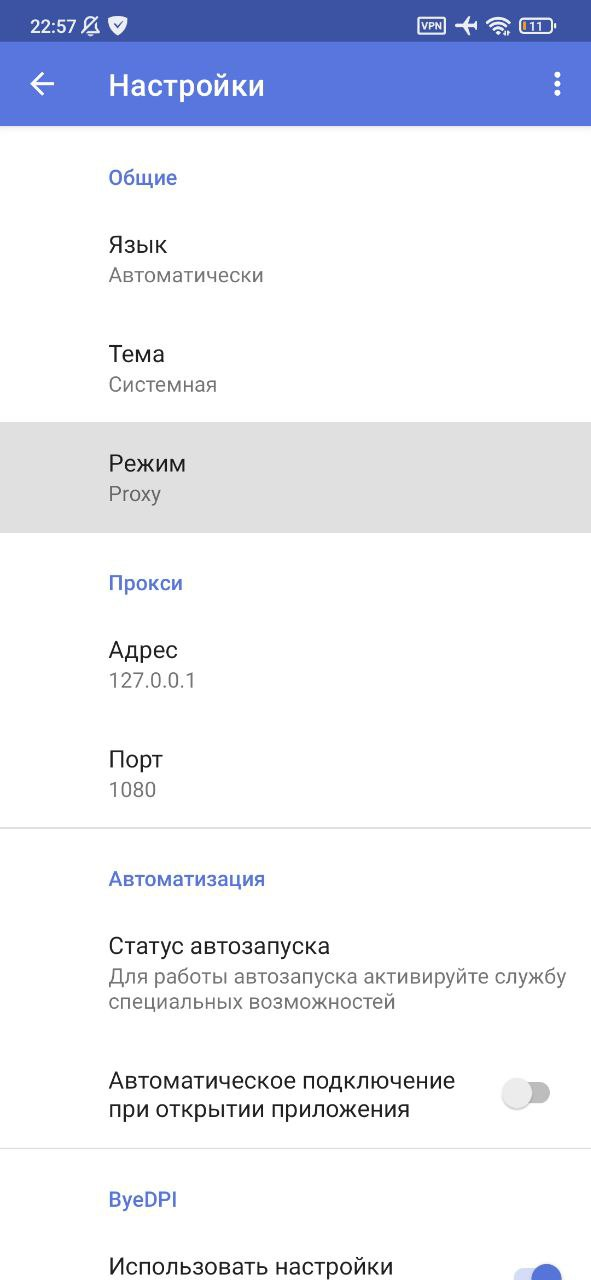 22:57 VPN 11
Настройки
Общие
Язык
Автоматически
Тема
Системная
Режим
Proxy
Прокси
Адрес
127.0.0.1
Порт
1080
Автоматизация
Статус автозапуска
Для работы автозапуска активируйте службу
специальных возможностей
Автоматическое подключение
при открытии приложения
ByeDPI
Использовать настройки